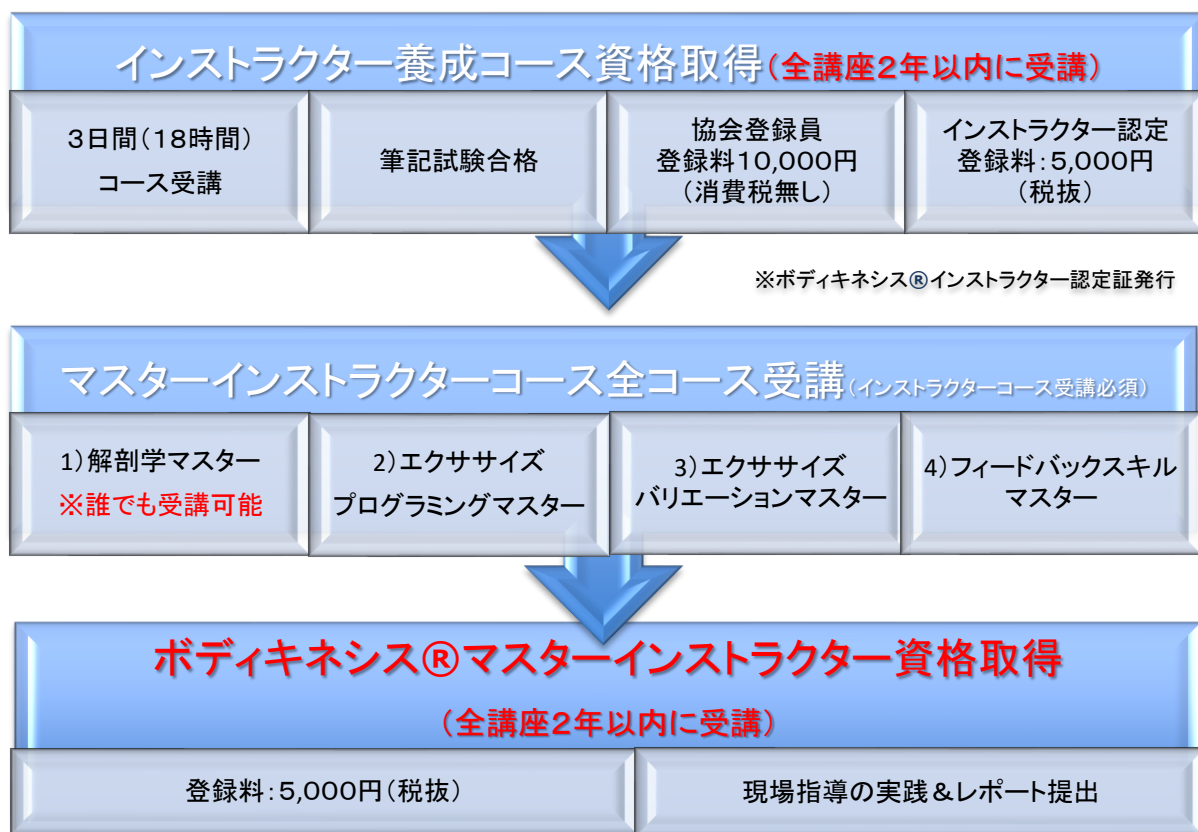 インストラクター養成コース資格取得(全講座2年以内に受講)
3日間(18時間)
コース受講
筆記試験合格
協会登録員
登録料10,000円
(消費税無し)
インストラクター認定
登録料:5,000円
(税抜)
※ボディキネシス®インストラクター認定証発行
マスターインストラクターコース全コース受講(インストラクターコース受講必須)
1)解剖学マスター
※誰でも受講可能
2)エクササイズ
プログラミングマスター
3)エクササイズ
バリエーションマスター
4)フィードバックスキル
マスター
ボディキネシス®マスターインストラクター資格取得
(全講座2年以内に受講)
登録料:5,000円(税抜)
現場指導の実践&レポート提出